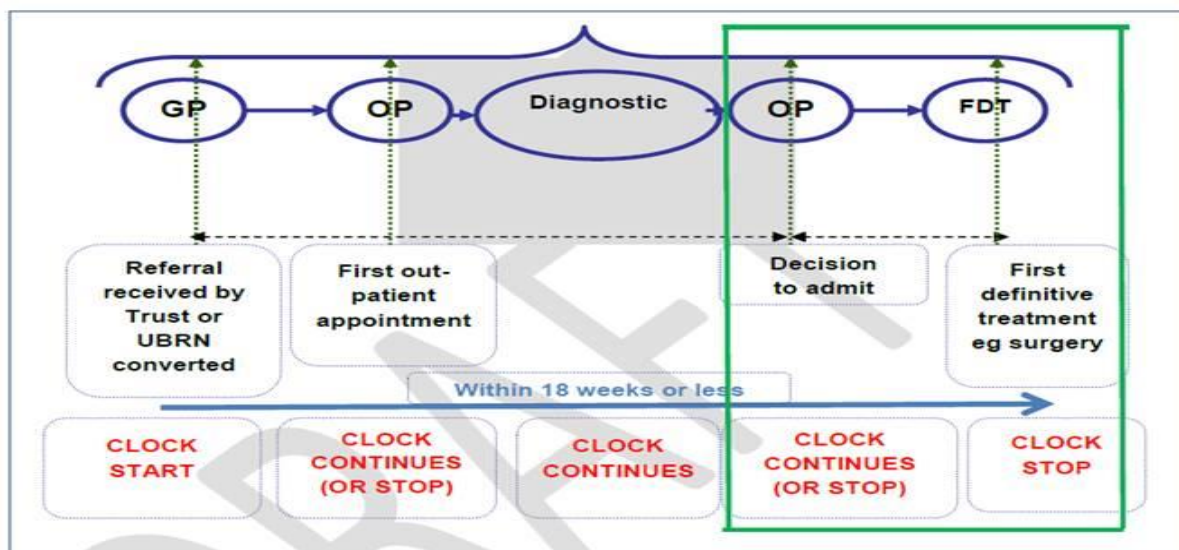 GP
OP
Diagnostic
OP
FDT
Referral
received by
Trust or
UBRN
converted
First out-
patient
appointment
Decision
to admit
First
definitive
treatment
eg surgery
Within 18 weeks or less
CLOCK
START
CLOCK
CONTINUES
(OR STOP)
CLOCK
CONTINUES
CLOCK
CONTINUES
(OR STOP)
CLOCK
STOP
DRAFT